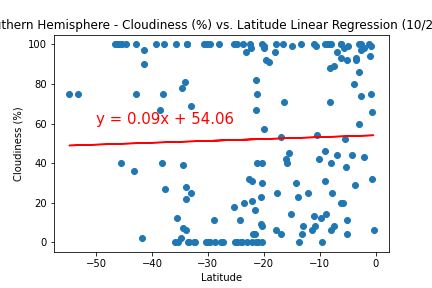 uthern Hemisphere - Cloudiness (%) vs. Latitude Linear Regression (10/2
100
80
60
40
20
0
Cloudiness (%)
y = 0.09x + 54.06
−50 −40 −30 −20 −10 0
Latitude